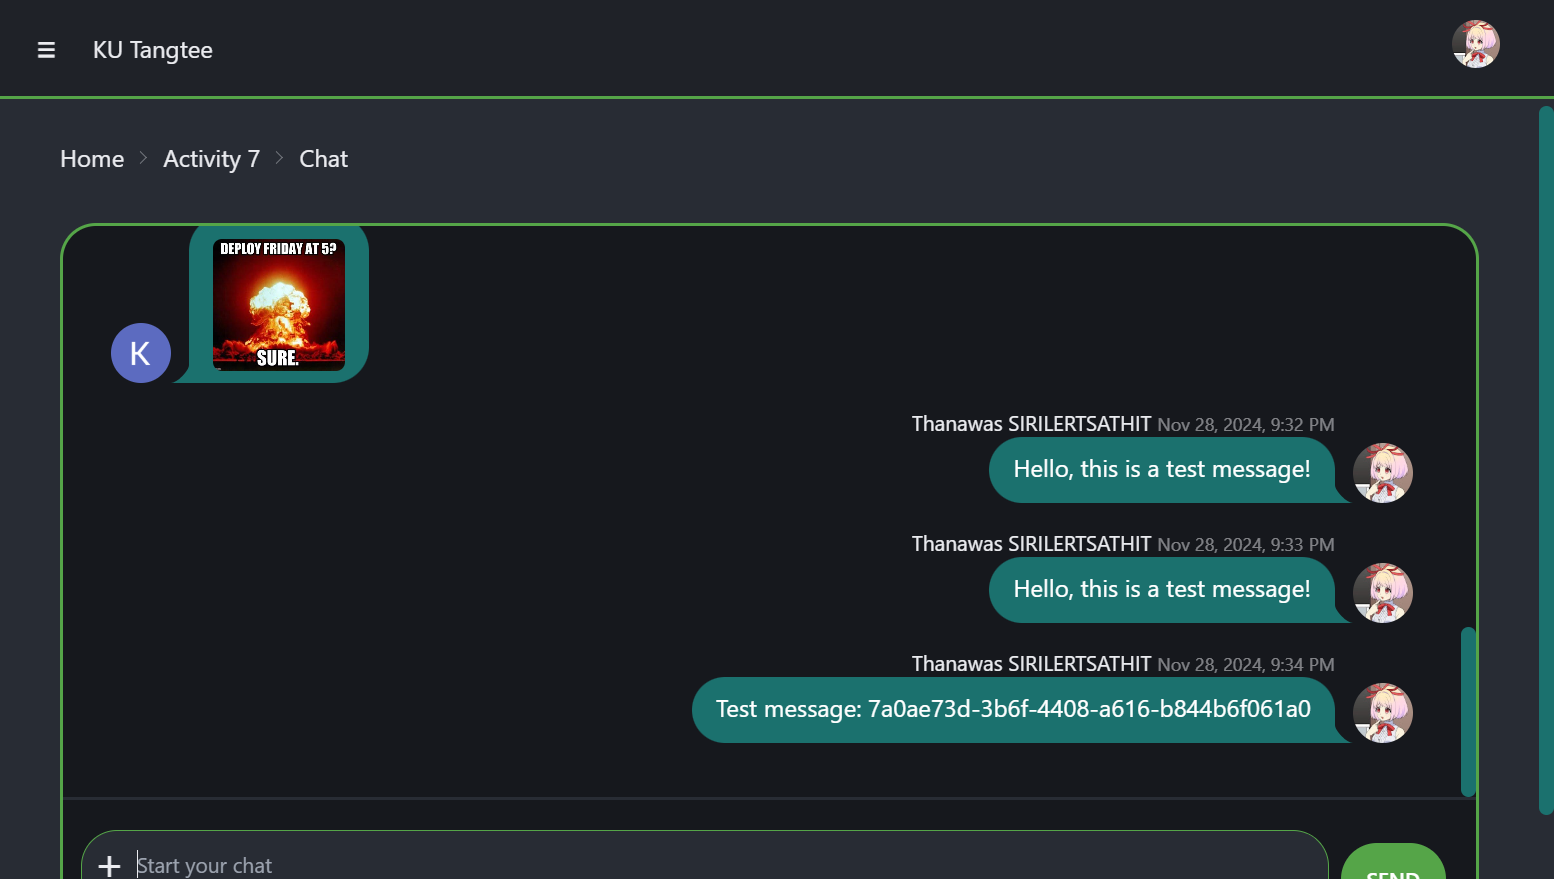 KU Tangtee
Home > Activity 7 > Chat
DEPLOY FRIDAY AT 5?
SURE.
K
Thanawas SIRILERTSATHIT Nov 28, 2024, 9:32 PM
Hello, this is a test message!
Thanawas SIRILERTSATHIT Nov 28, 2024, 9:33 PM
Hello, this is a test message!
Thanawas SIRILERTSATHIT Nov 28, 2024, 9:34 PM
Test message: 7a0ae73d-3b6f-4408-a616-b844b6f061a0
Start your chat
SEND